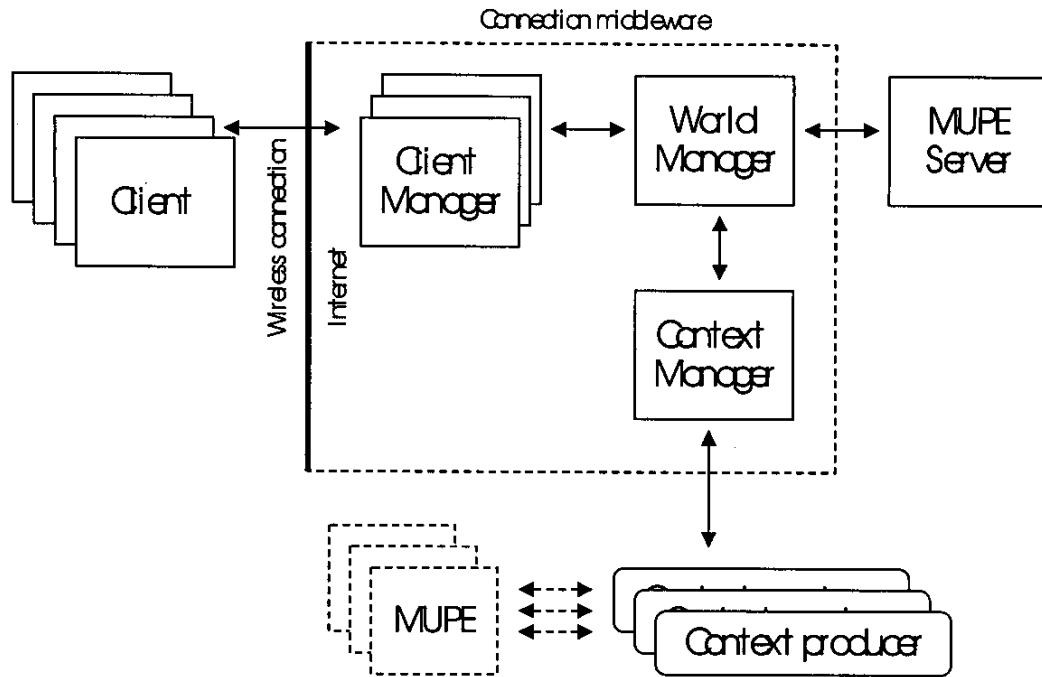 Connection middleware
Client
Wireless connection
Internet
Client
Manager
World
Manager
MUPE
Server
Context
Manager
MUPE
Context producer